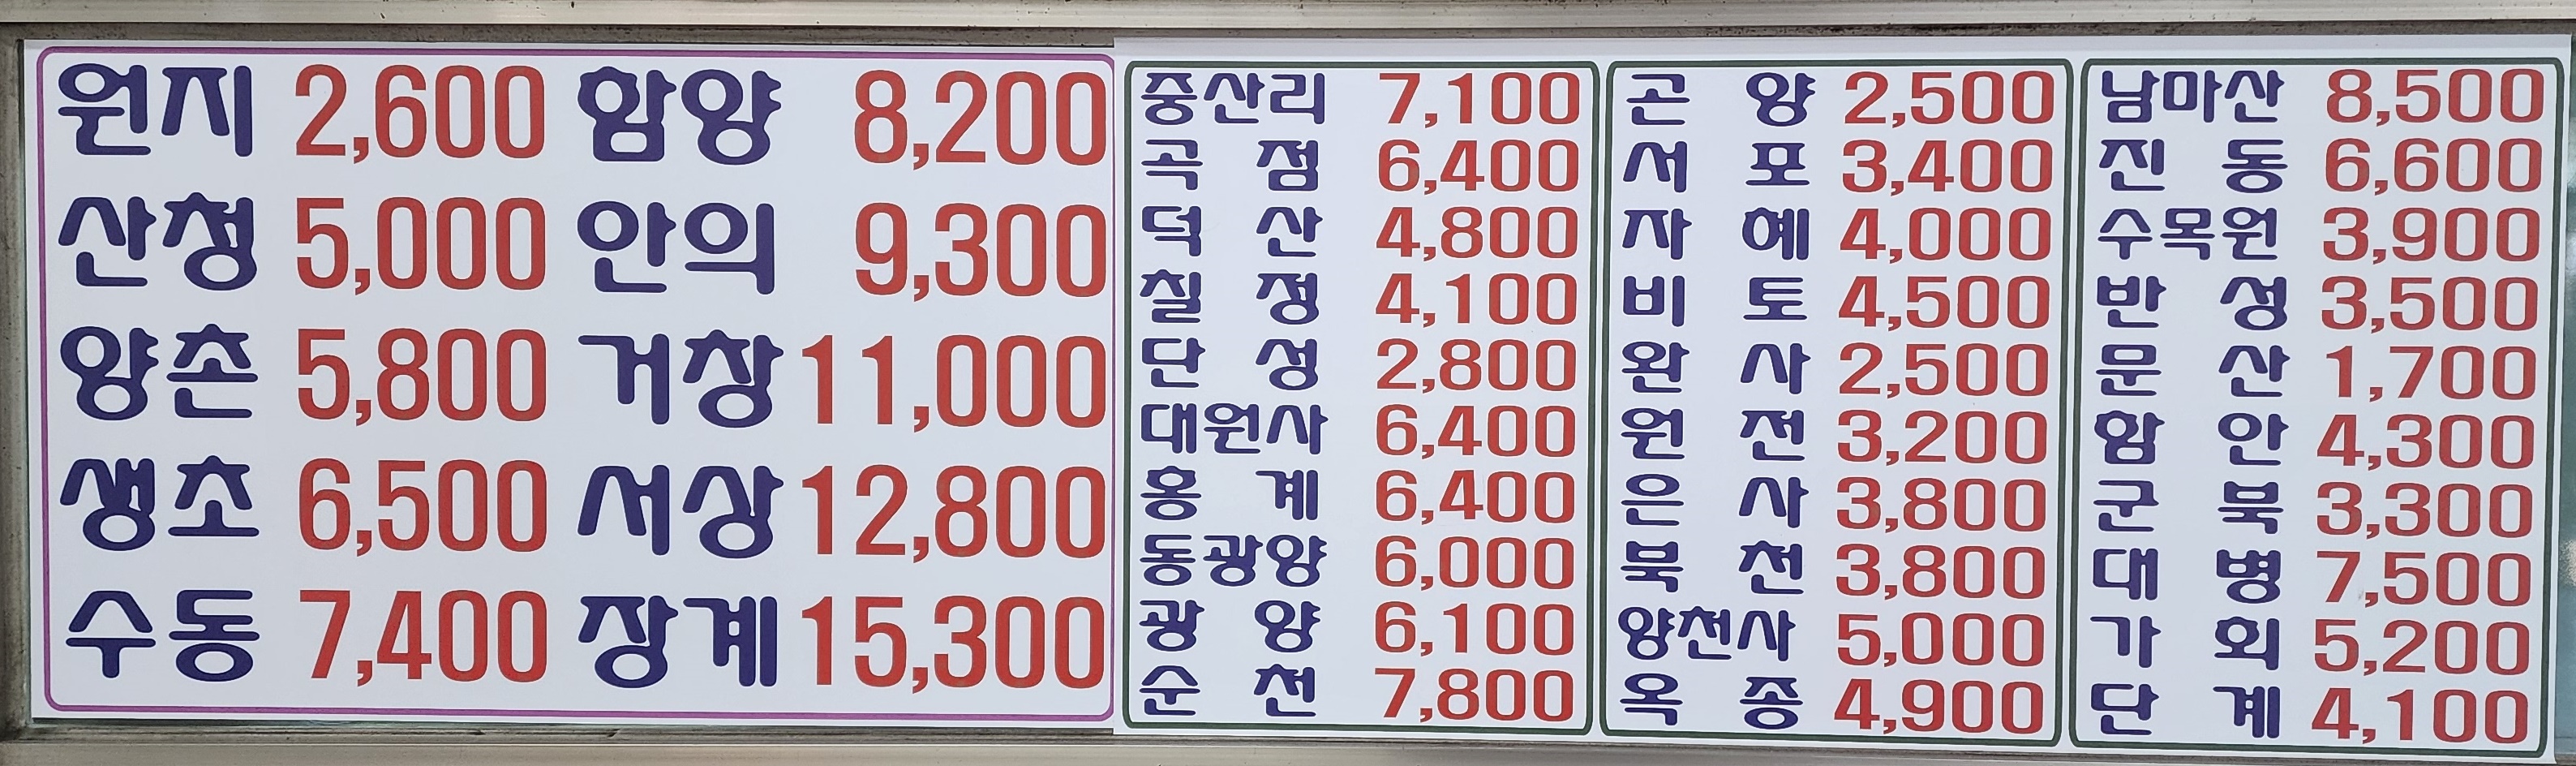 원지 2,600 함양 8,200
산청 5,000 안의 9,300
양촌 5,800 거창 11,000
생초 6,500 서상 12,800
수동 7,400 장계 15,300
중산리 7,100
곡점 6,400
덕산 4,800
칠정 4,100
단성 2,800
대원사 6,400
홍계 6,400
동광양 6,000
광양 6,100
순천 7,800
곤양 2,500
서포 3,400
자혜 4,000
비토 4,500
완사 2,500
원전 3,200
은사 3,800
북천 3,800
양천사 5,000
옥종 4,900
남마산 8,500
진동 6,600
수목원 3,900
반성 3,500
문산 1,700
함안 4,300
군북 3,300
대병 7,500
가회 5,200
단계 4,100